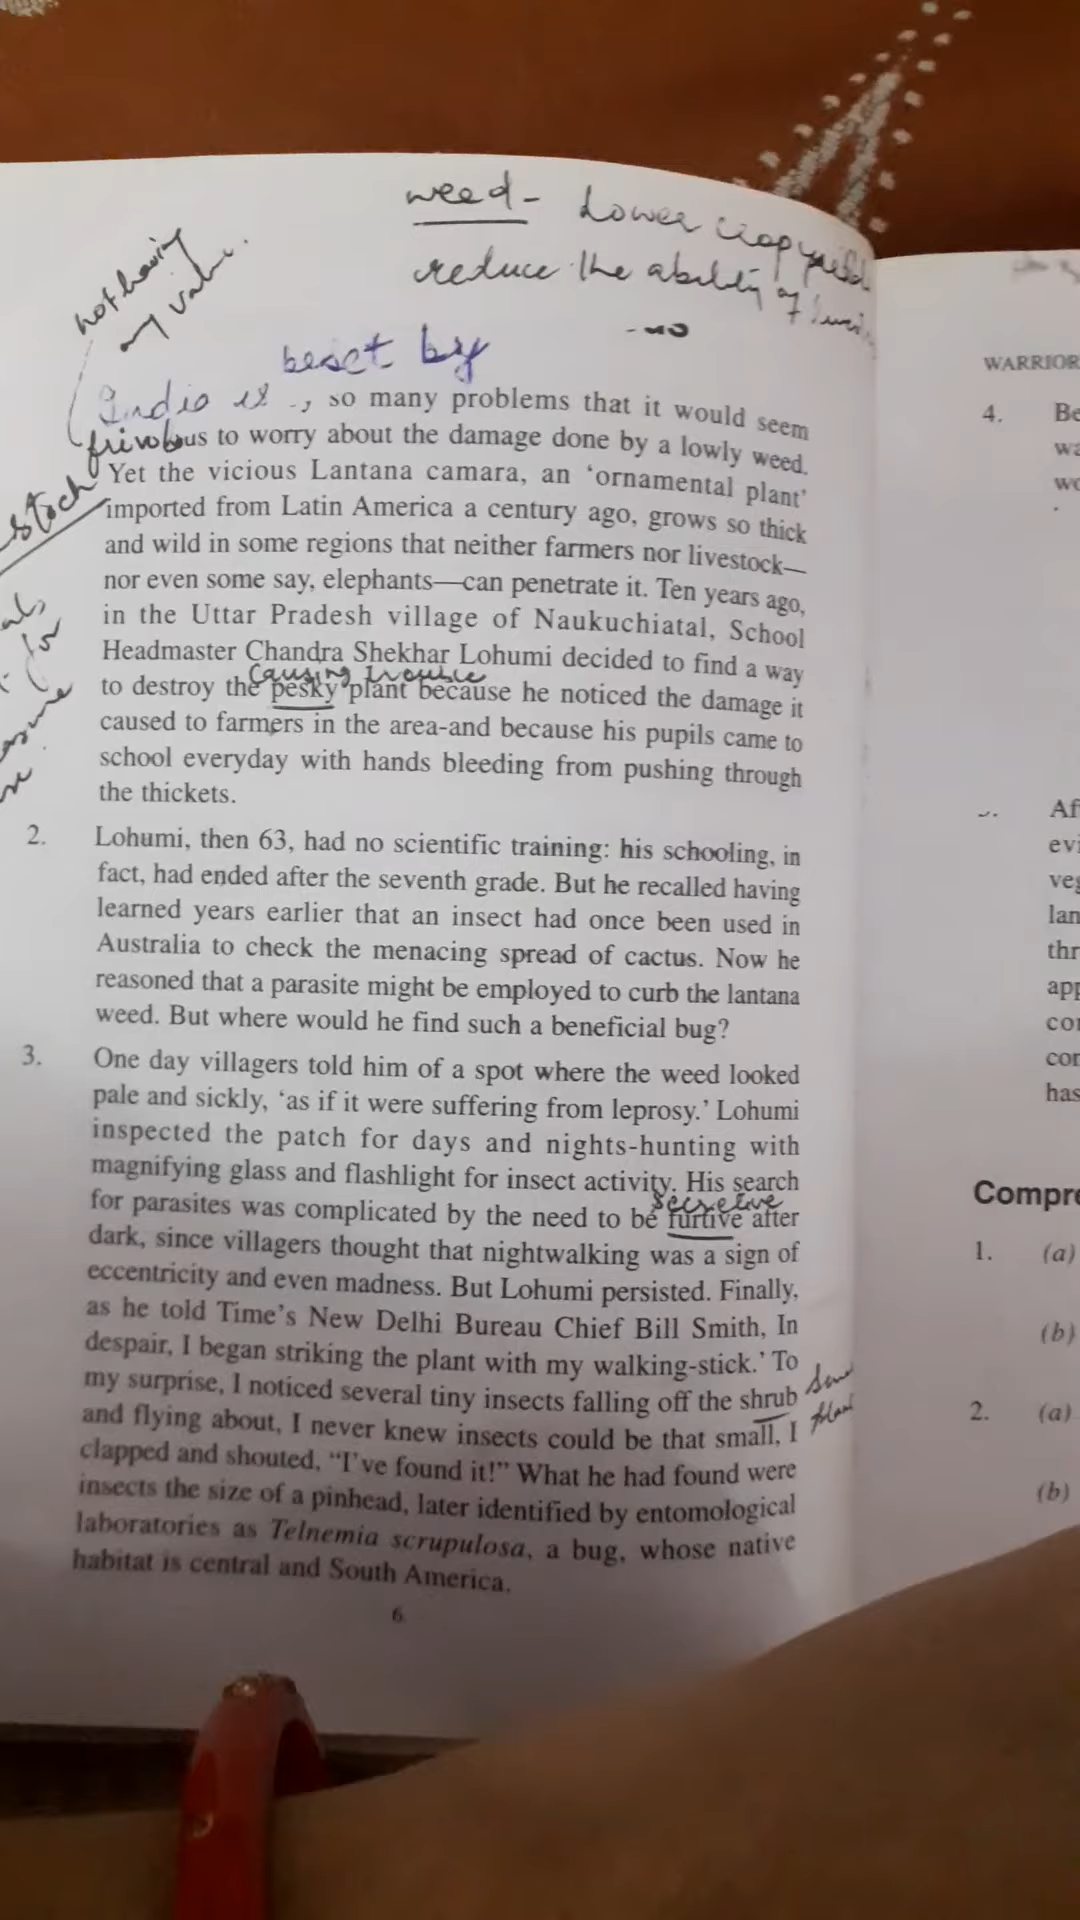 weed - Lower crop yield
reduce the ability of
not having
any value.
beset by
India is , so many problems that it would seem
frivolous to worry about the damage done by a lowly weed.
Yet the vicious Lantana camara, an ‘ornamental plant’
stock
imported from Latin America a century ago, grows so thick
and wild in some regions that neither farmers nor livestock—
nor even some say, elephants—can penetrate it. Ten years ago,
in the Uttar Pradesh village of Naukuchiatal, School
Headmaster Chandra Shekhar Lohumi decided to find a way
causing trouble
to destroy the pesky plant because he noticed the damage it
caused to farmers in the area-and because his pupils came to
school everyday with hands bleeding from pushing through
the thickets.
2. Lohumi, then 63, had no scientific training: his schooling, in
fact, had ended after the seventh grade. But he recalled having
learned years earlier that an insect had once been used in
Australia to check the menacing spread of cactus. Now he
reasoned that a parasite might be employed to curb the lantana
weed. But where would he find such a beneficial bug?
3. One day villagers told him of a spot where the weed looked
pale and sickly, ‘as if it were suffering from leprosy.’ Lohumi
inspected the patch for days and nights-hunting with
magnifying glass and flashlight for insect activity. His search
secretive
for parasites was complicated by the need to be furtive after
dark, since villagers thought that nightwalking was a sign of
eccentricity and even madness. But Lohumi persisted. Finally,
as he told Time’s New Delhi Bureau Chief Bill Smith, In
despair, I began striking the plant with my walking-stick.’ To
my surprise, I noticed several tiny insects falling off the shrub
and flying about, I never knew insects could be that small, I
clapped and shouted, “I’ve found it!” What he had found were
insects the size of a pinhead, later identified by entomological
laboratories as Telnemia scrupulosa, a bug, whose native
habitat is central and South America.
6
WARRIOR
4. Be
wa
wo
Af
evi
veg
lan
thr
app
con
con
has
Compre
1. (a)
(b)
2. (a)
(b)